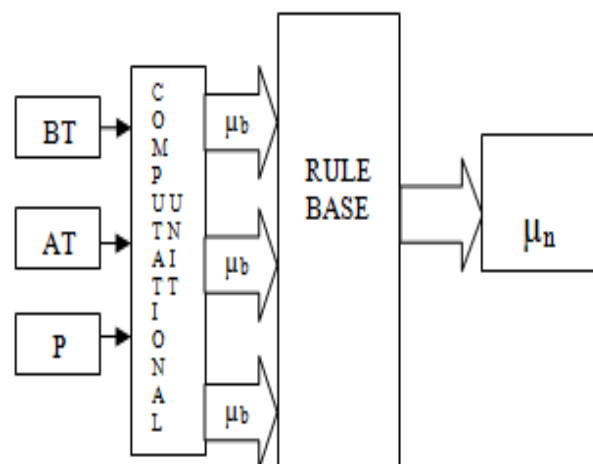 BT
AT
P
COMPUTATIONAL
UNIT
μb
μb
μb
RULE
BASE
μn